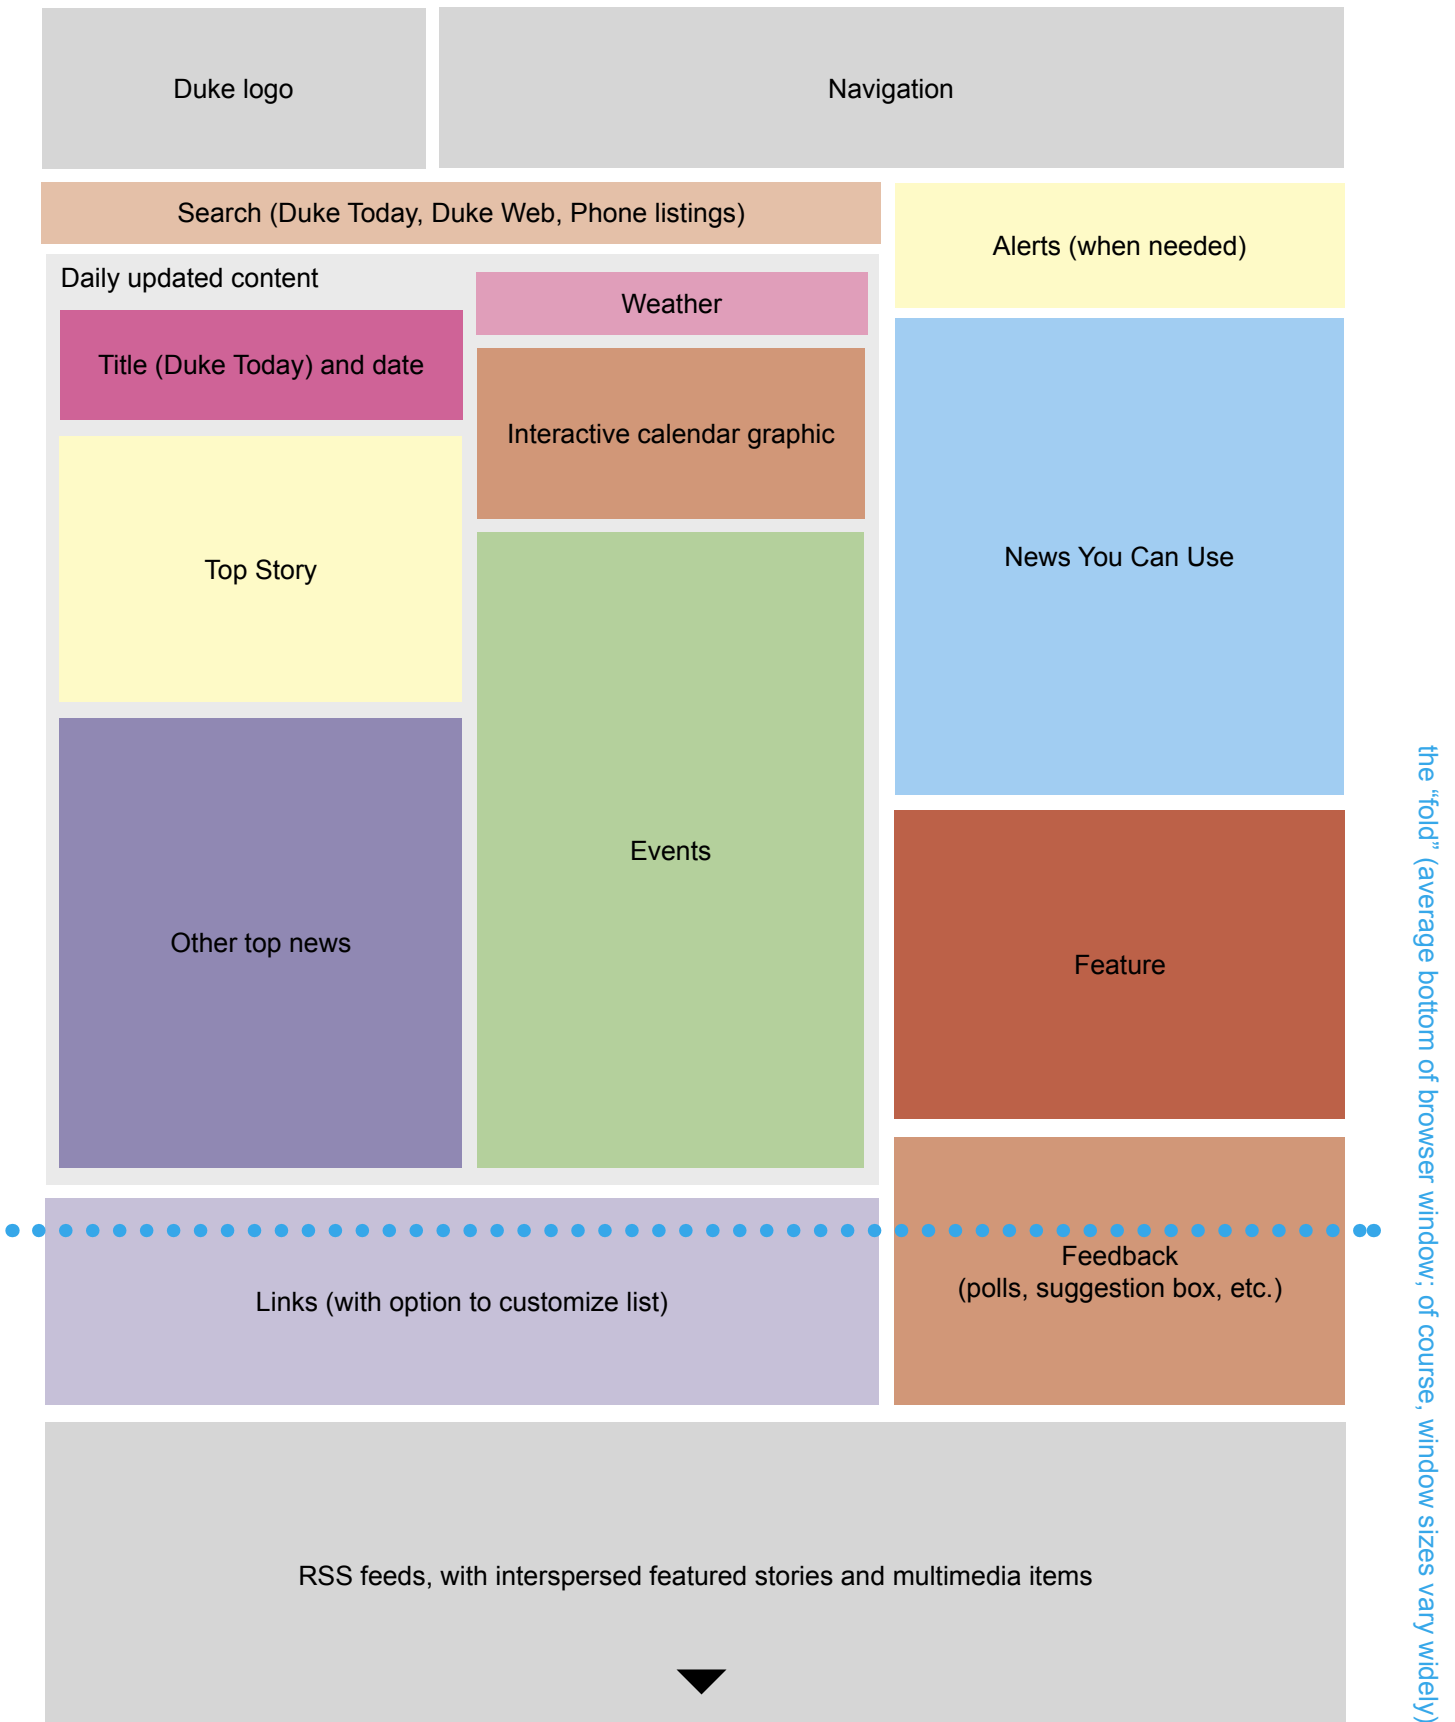 Duke logo
Navigation
Search (Duke Today, Duke Web, Phone listings)
Alerts (when needed)
Daily updated content
Weather
Title (Duke Today) and date
Interactive calendar graphic
Top Story
News You Can Use
Events
Other top news
Feature
Feedback
(polls, suggestion box, etc.)
Links (with option to customize list)
RSS feeds, with interspersed featured stories and multimedia items
the “fold” (average bottom of browser window; of course, window sizes vary widely)